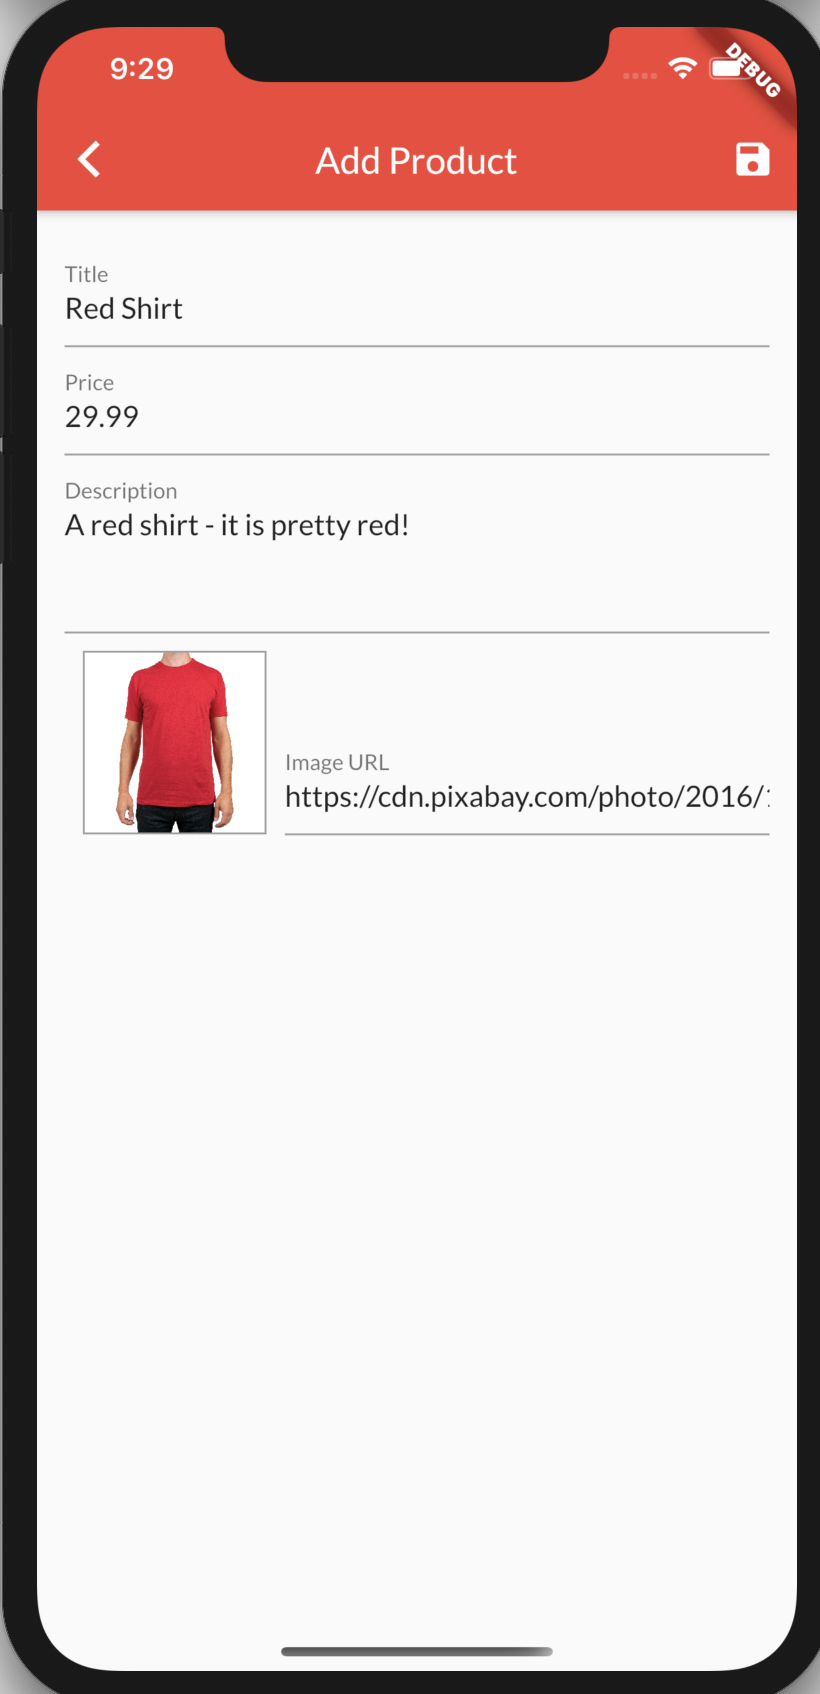 9:29
DEBUG
Add Product
Title
Red Shirt
Price
29.99
Description
A red shirt - it is pretty red!
Image URL
https://cdn.pixabay.com/photo/2016/